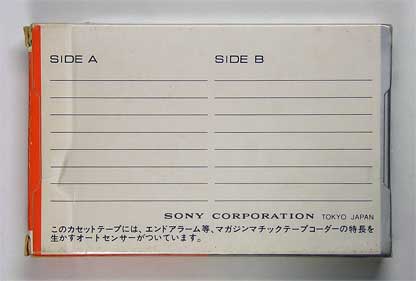 SIDE A SIDE B
SONY CORPORATION TOKYO JAPAN
このカセットテープには、エンドアラーム等、マガジンマチックテープコーダーの特長を
生かすオートセンサーがついています。